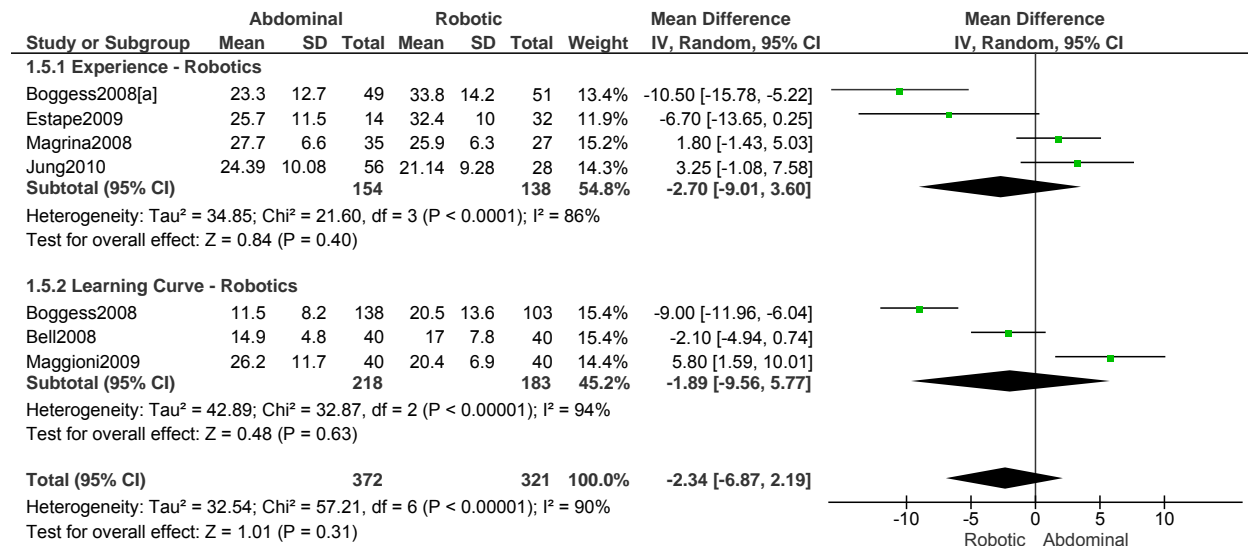 Abdominal Robotic Mean Difference Mean Difference
Study or Subgroup Mean SD Total Mean SD Total Weight IV, Random, 95% CI IV, Random, 95% CI
1.5.1 Experience - Robotics
Boggess2008[a] 23.3 12.7 49 33.8 14.2 51 13.4% -10.50 [-15.78, -5.22]
Estape2009 25.7 11.5 14 32.4 10 32 11.9% -6.70 [-13.65, 0.25]
Magrina2008 27.7 6.6 35 25.9 6.3 27 15.2% 1.80 [-1.43, 5.03]
Jung2010 24.39 10.08 56 21.14 9.28 28 14.3% 3.25 [-1.08, 7.58]
Subtotal (95% CI) 154 138 54.8% -2.70 [-9.01, 3.60]
Heterogeneity: Tau² = 34.85; Chi² = 21.60, df = 3 (P < 0.0001); I² = 86%
Test for overall effect: Z = 0.84 (P = 0.40)
1.5.2 Learning Curve - Robotics
Boggess2008 11.5 8.2 138 20.5 13.6 103 15.4% -9.00 [-11.96, -6.04]
Bell2008 14.9 4.8 40 17 7.8 40 15.4% -2.10 [-4.94, 0.74]
Maggioni2009 26.2 11.7 40 20.4 6.9 40 14.4% 5.80 [1.59, 10.01]
Subtotal (95% CI) 218 183 45.2% -1.89 [-9.56, 5.77]
Heterogeneity: Tau² = 42.89; Chi² = 32.87, df = 2 (P < 0.00001); I² = 94%
Test for overall effect: Z = 0.48 (P = 0.63)
Total (95% CI) 372 321 100.0% -2.34 [-6.87, 2.19]
Heterogeneity: Tau² = 32.54; Chi² = 57.21, df = 6 (P < 0.00001); I² = 90%
Test for overall effect: Z = 1.01 (P = 0.31)
-10 -5 0 5 10
Robotic Abdominal